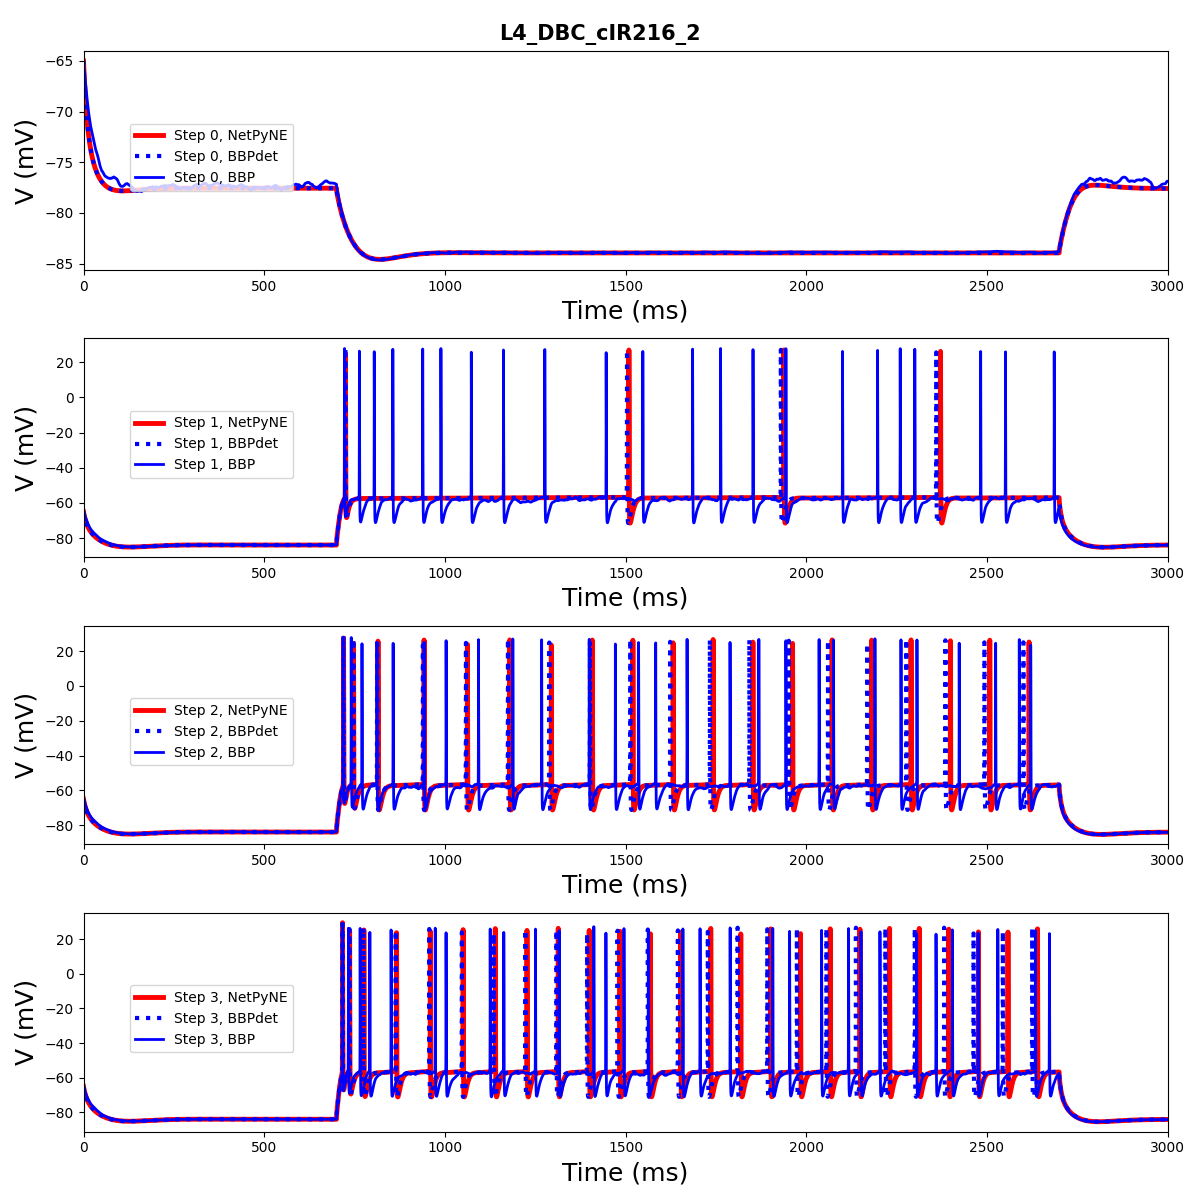 L4_DBC_cIR216_2
−65
−70
−75
−80
−85
V (mV)
Step 0, NetPyNE
Step 0, BBPdet
Step 0, BBP
0 500 1000 1500 2000 2500 3000
Time (ms)
20
0
−20
−40
−60
−80
V (mV)
Step 1, NetPyNE
Step 1, BBPdet
Step 1, BBP
0 500 1000 1500 2000 2500 3000
Time (ms)
20
0
−20
−40
−60
−80
V (mV)
Step 2, NetPyNE
Step 2, BBPdet
Step 2, BBP
0 500 1000 1500 2000 2500 3000
Time (ms)
20
0
−20
−40
−60
−80
V (mV)
Step 3, NetPyNE
Step 3, BBPdet
Step 3, BBP
0 500 1000 1500 2000 2500 3000
Time (ms)